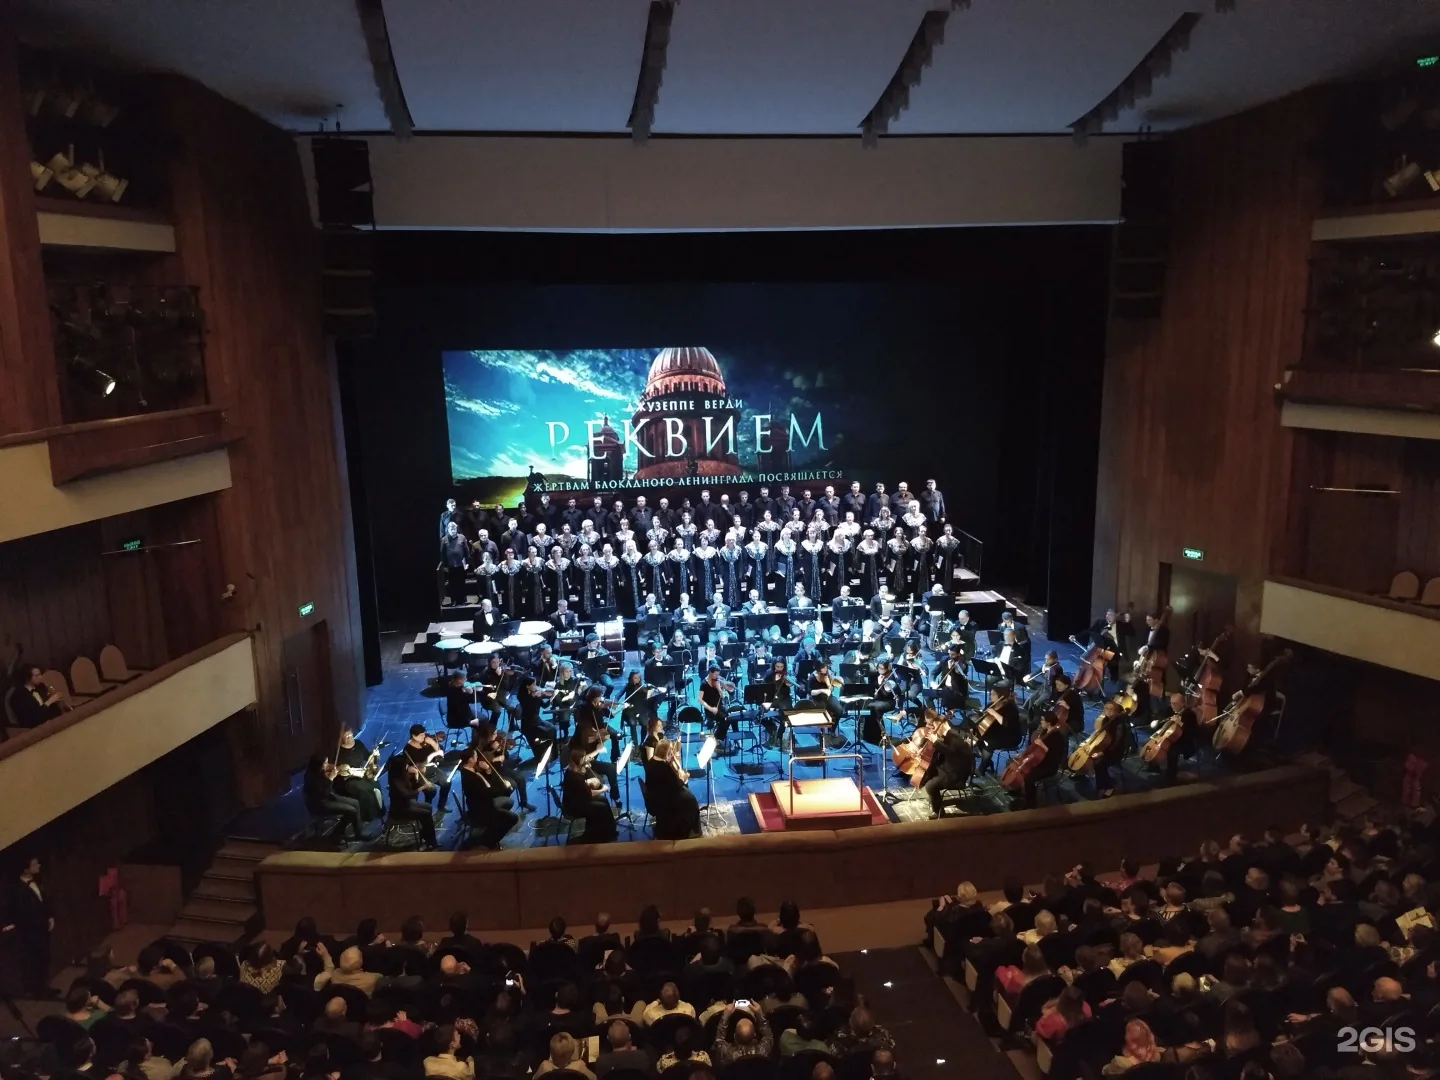 ДЖУЗЕППЕ ВЕРДИ
РЕКВИЕМ
ЖЕРТВАМ БЛОКАДНОГО ЛЕНИНГРАДА ПОСВЯЩАЕТСЯ
2GIS